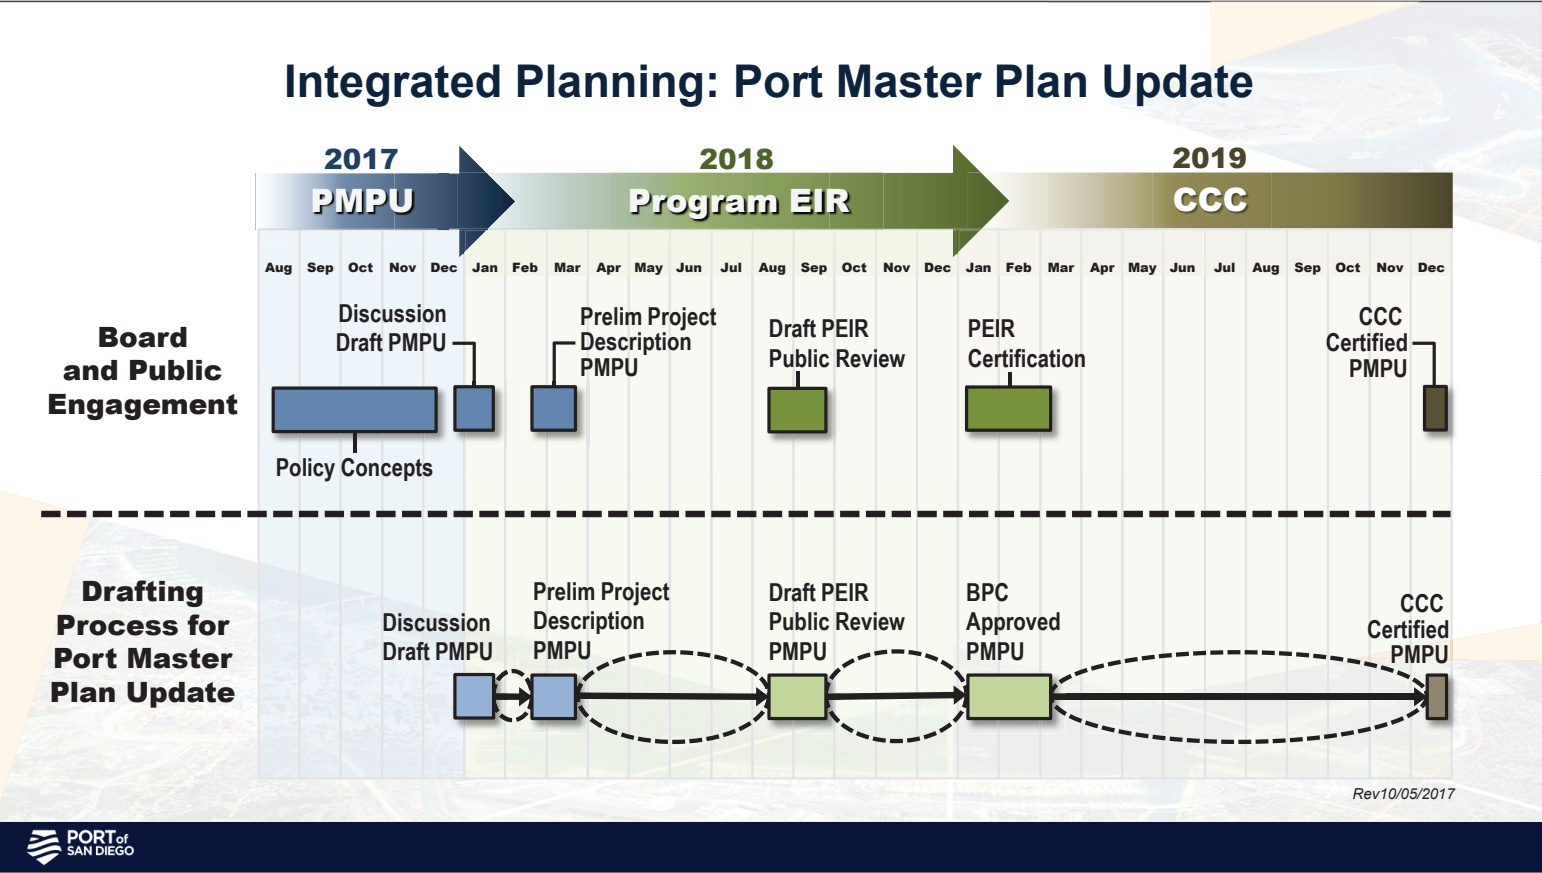 Integrated Planning: Port Master Plan Update
2017
2018
2019
PMPU
Program EIR
CCC
Aug Sep Oct Nov Dec Jan Feb Mar Apr May Jun Jul Aug Sep Oct Nov Dec Jan Feb Mar Apr May Jun Jul Aug Sep Oct Nov Dec
Board
and Public
Engagement
Discussion
Draft PMPU
Prelim Project
Description
PMPU
Draft PEIR
Public Review
PEIR
Certification
CCC
Certified
PMPU
Policy Concepts
Drafting
Process for
Port Master
Plan Update
Discussion
Draft PMPU
Prelim Project
Description
PMPU
Draft PEIR
Public Review
PMPU
BPC
Approved
PMPU
CCC
Certified
PMPU
Rev10/05/2017
PORT of
SAN DIEGO